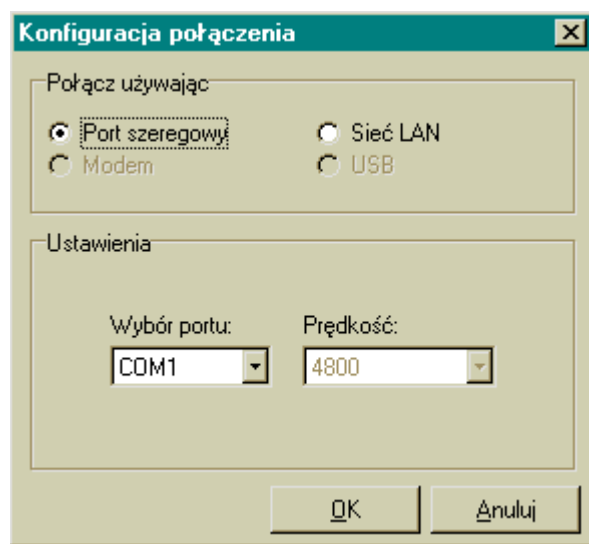 Konfiguracja połączenia
Połącz używając
Port szeregowy
Sieć LAN
Modem
USB
Ustawienia
Wybór portu:
Prędkość:
COM1
4800
OK
Anuluj